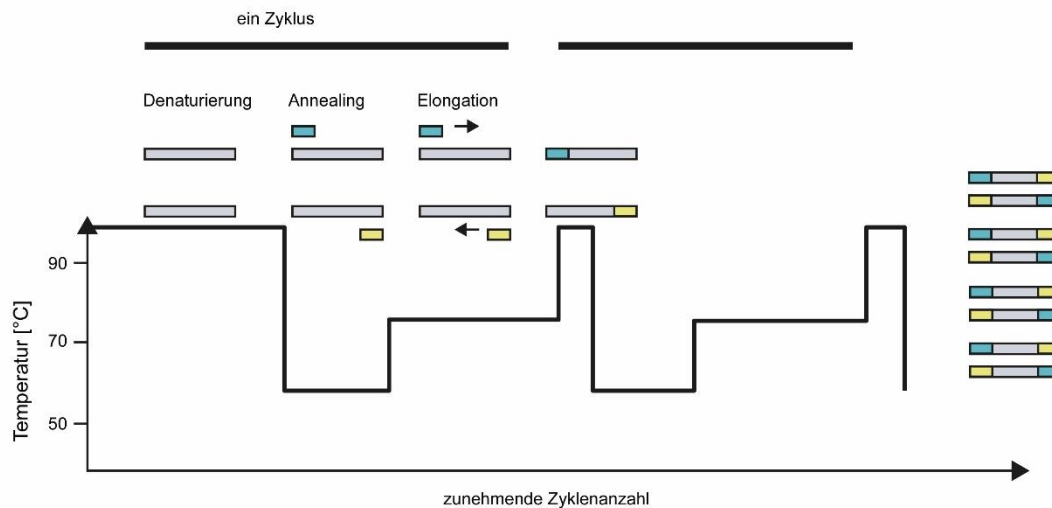 ein Zyklus
Denaturierung Annealing Elongation
90
70
50
Temperatur [°C]
zunehmende Zyklenanzahl